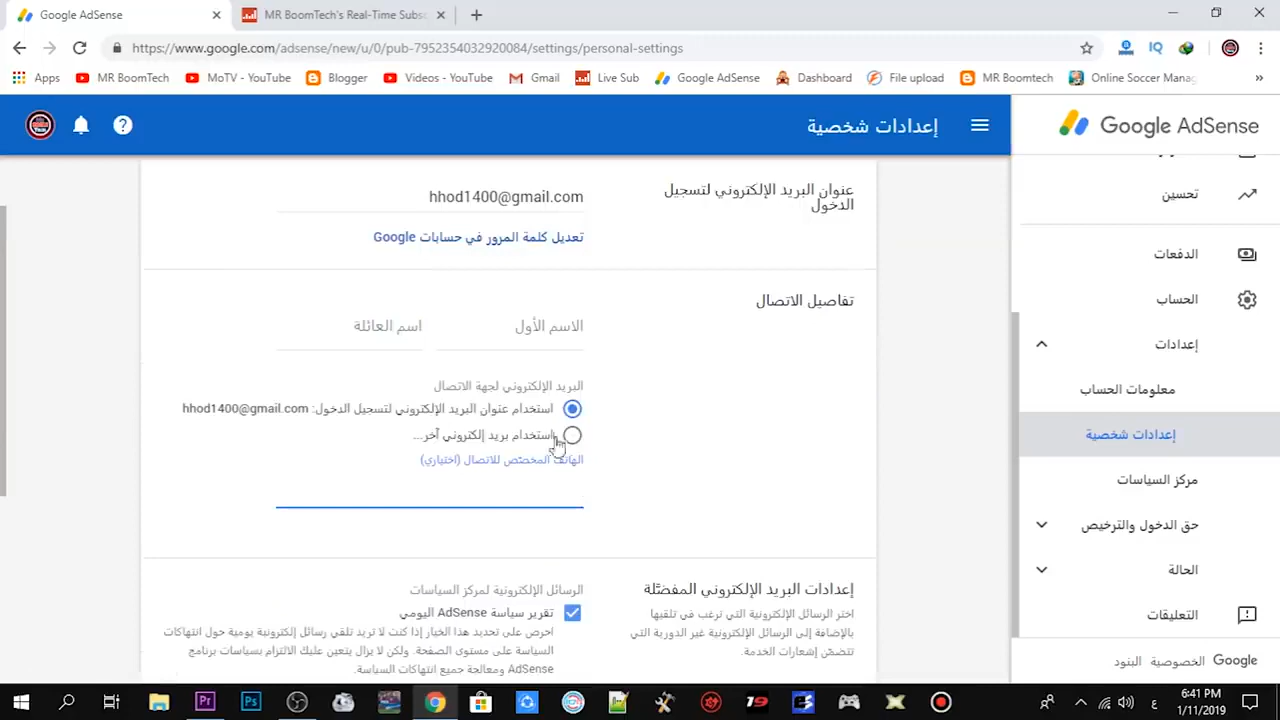 Google AdSense
MR BoomTech's Real-Time Subs
https://www.google.com/adsense/new/u/0/pub-7952354032920084/settings/personal-settings
Apps
MR BoomTech
MoTV - YouTube
Blogger
Videos - YouTube
Gmail
Live Sub
Google AdSense
Dashboard
File upload
MR Boomtech
Online Soccer Manag
»
إعدادات شخصية
Google AdSense
تحسين
الدفعات
الحساب
إعدادات
معلومات الحساب
إعدادات شخصية
مركز السياسات
حق الدخول والترخيص
الحالة
التعليقات
Google الخصوصية البنود
عنوان البريد الإلكتروني لتسجيل
الدخول
hhod1400@gmail.com
تعديل كلمة المرور في حسابات Google
تفاصيل الاتصال
الاسم الأول
اسم العائلة
البريد الإلكتروني لجهة الاتصال
استخدام عنوان البريد الإلكتروني لتسجيل الدخول: hhod1400@gmail.com
استخدام بريد إلكتروني آخر...
الهاتف المخصّص للاتصال (اختياري)
إعدادات البريد الإلكتروني المفضّلة
اختر الرسائل الإلكترونية التي ترغب في تلقيها
بالإضافة إلى الرسائل الإلكترونية غير الدورية التي
تتضمّن إشعارات الخدمة.
الرسائل الإلكترونية لمركز السياسات
تقرير سياسة AdSense اليومي
احرص على تحديد هذا الخيار إذا كنت لا تريد تلقي رسائل إلكترونية يومية حول انتهاكات
السياسة على مستوى الصفحة. ولكن لا يزال يتعين عليك الالتزام بسياسات برنامج
AdSense ومعالجة جميع انتهاكات السياسة.
Pr
Ps
19
ع
6:41 PM
1/11/2019